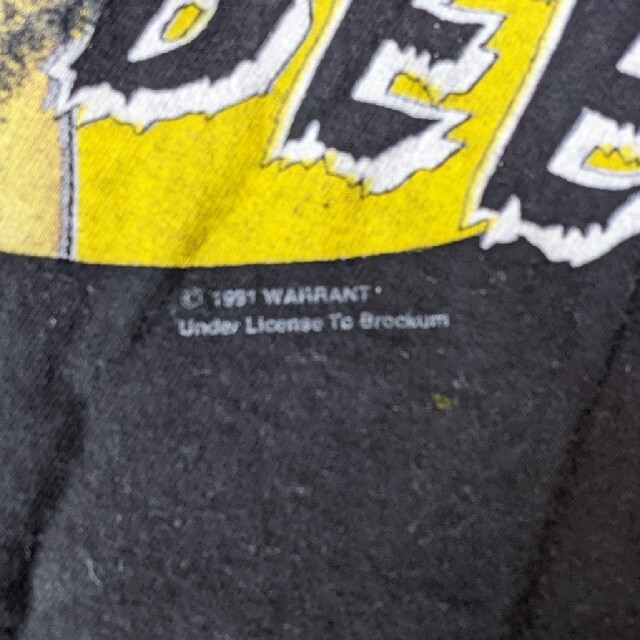 © 1991 WARRANT
Under License To Brockum